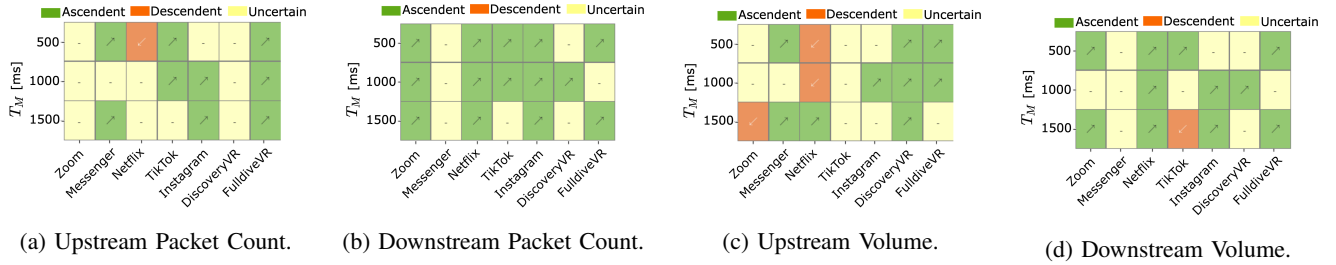 Ascendent Descendent Uncertain
500
1000
1500
T_M [ms]
- ↗ ↙ ↗ - - ↗
- - - ↗ ↗ - ↗
- ↗ - - ↗ - ↗
Zoom Messenger Netflix TikTok Instagram DiscoveryVR FulldiveVR
(a) Upstream Packet Count.
Ascendent Descendent Uncertain
500
1000
1500
T_M [ms]
↗ - ↗ ↗ ↗ - ↗
↗ - ↗ ↗ ↗ ↗ -
↗ - ↗ - ↗ - ↗
Zoom Messenger Netflix TikTok Instagram DiscoveryVR FulldiveVR
(b) Downstream Packet Count.
Ascendent Descendent Uncertain
500
1000
1500
T_M [ms]
- ↗ ↙ - - ↗ ↗
- - ↙ - ↗ ↗ ↗
↙ ↗ ↗ - - ↗ -
Zoom Messenger Netflix TikTok Instagram DiscoveryVR FulldiveVR
(c) Upstream Volume.
Ascendent Descendent Uncertain
500
1000
1500
T_M [ms]
↗ - ↗ ↗ - - ↗
- - ↗ - ↗ ↗ -
↗ - ↗ ↙ ↗ - ↗
Zoom Messenger Netflix TikTok Instagram DiscoveryVR FulldiveVR
(d) Downstream Volume.